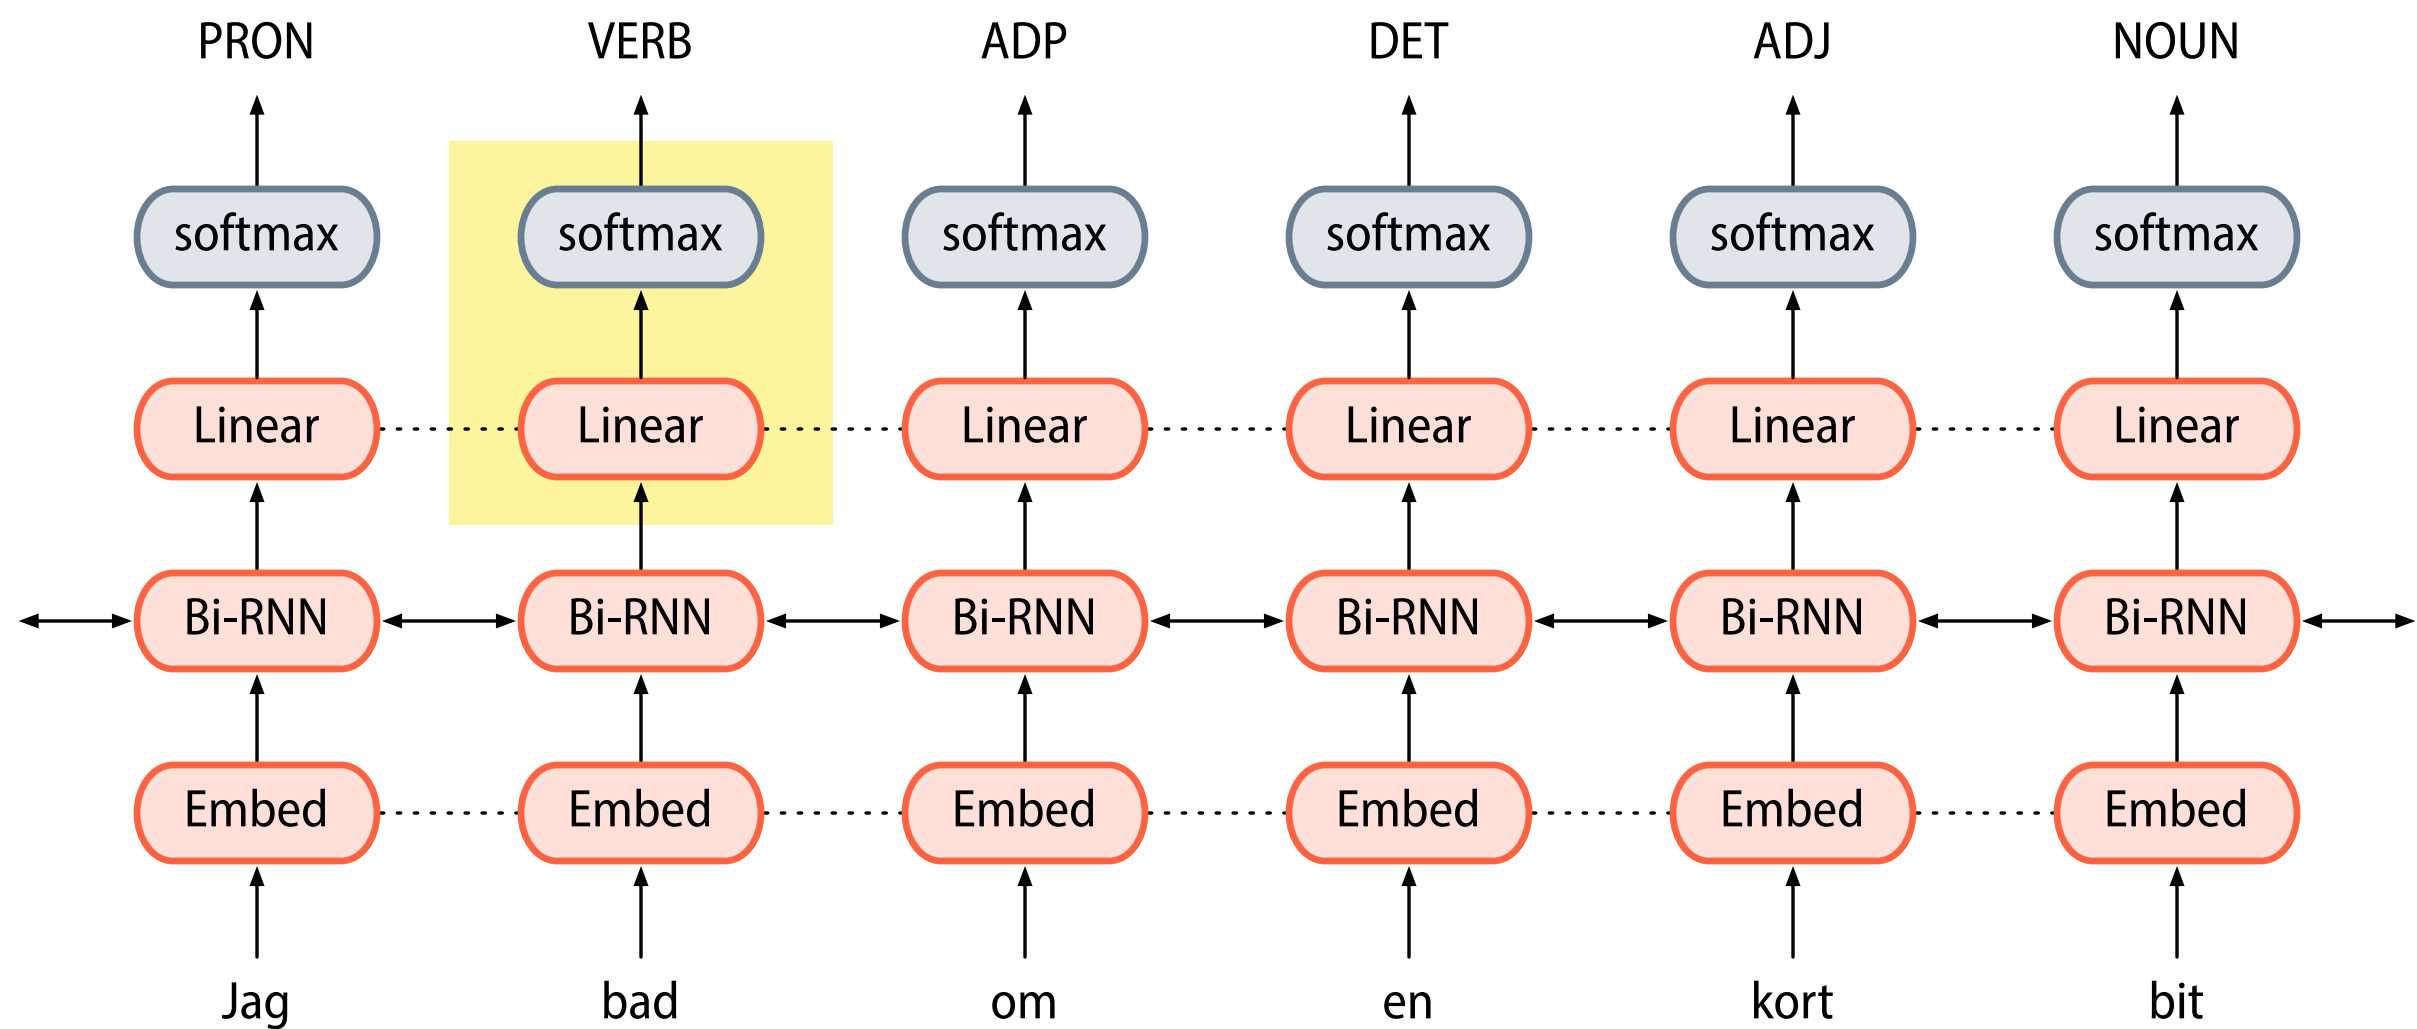 PRON VERB ADP DET ADJ NOUN
softmax softmax softmax softmax softmax softmax
Linear Linear Linear Linear Linear Linear
Bi-RNN Bi-RNN Bi-RNN Bi-RNN Bi-RNN Bi-RNN
Embed Embed Embed Embed Embed Embed
Jag bad om en kort bit